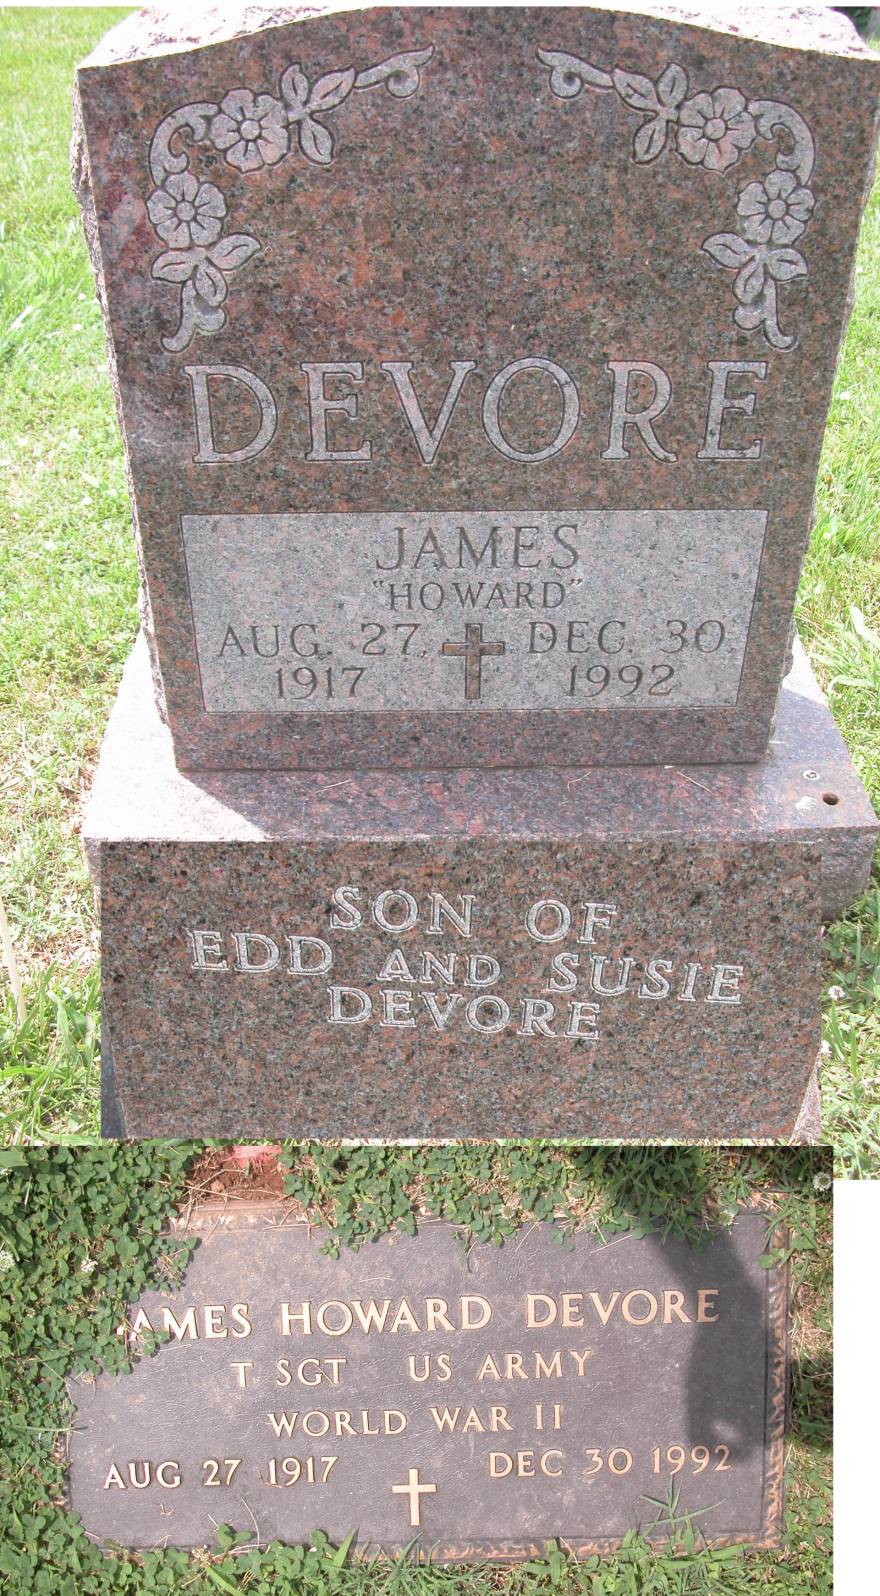 DEVORE
JAMES
"HOWARD"
AUG. 27, DEC. 30
1917 1992
SON OF
EDD AND SUSIE
DEVORE
JAMES HOWARD DEVORE
T SGT US ARMY
WORLD WAR II
AUG 27 1917 DEC 30 1992